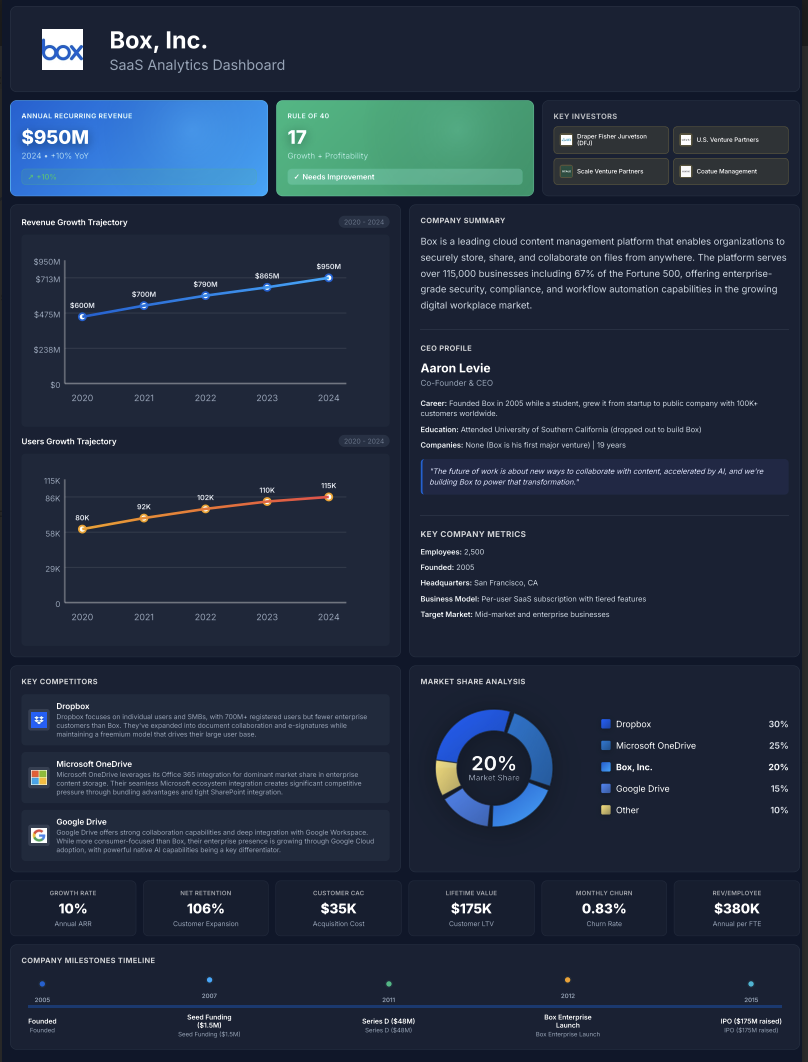 box
Box, Inc.
SaaS Analytics Dashboard
ANNUAL RECURRING REVENUE
$950M
2024 • +10% YoY
↗ +10%
RULE OF 40
17
Growth + Profitability
✓ Needs Improvement
KEY INVESTORS
Draper Fisher Jurvetson
(DFJ)
U.S. Venture Partners
Scale Venture Partners
Coatue Management
Revenue Growth Trajectory
2020 - 2024
$950M
$713M
$475M
$238M
$0
$600M
$700M
$790M
$865M
$950M
2020
2021
2022
2023
2024
Users Growth Trajectory
2020 - 2024
115K
86K
58K
29K
0
80K
92K
102K
110K
115K
2020
2021
2022
2023
2024
COMPANY SUMMARY
Box is a leading cloud content management platform that enables organizations to
securely store, share, and collaborate on files from anywhere. The platform serves
over 115,000 businesses including 67% of the Fortune 500, offering enterprise-
grade security, compliance, and workflow automation capabilities in the growing
digital workplace market.
CEO PROFILE
Aaron Levie
Co-Founder & CEO
Career: Founded Box in 2005 while a student, grew it from startup to public company with 100K+
customers worldwide.
Education: Attended University of Southern California (dropped out to build Box)
Companies: None (Box is his first major venture) | 19 years
"The future of work is about new ways to collaborate with content, accelerated by AI, and we're
building Box to power that transformation."
KEY COMPANY METRICS
Employees: 2,500
Founded: 2005
Headquarters: San Francisco, CA
Business Model: Per-user SaaS subscription with tiered features
Target Market: Mid-market and enterprise businesses
KEY COMPETITORS
Dropbox
Dropbox focuses on individual users and SMBs, with 700M+ registered users but fewer enterprise
customers than Box. They've expanded into document collaboration and e-signatures while
maintaining a freemium model that drives their large user base.
Microsoft OneDrive
Microsoft OneDrive leverages its Office 365 integration for dominant market share in enterprise
content storage. Their seamless Microsoft ecosystem integration creates significant competitive
pressure through bundling advantages and tight SharePoint integration.
Google Drive
Google Drive offers strong collaboration capabilities and deep integration with Google Workspace.
While more consumer-focused than Box, their enterprise presence is growing through Google Cloud
adoption, with powerful native AI capabilities being a key differentiator.
MARKET SHARE ANALYSIS
20%
Market Share
Dropbox 30%
Microsoft OneDrive 25%
Box, Inc. 20%
Google Drive 15%
Other 10%
GROWTH RATE
10%
Annual ARR
NET RETENTION
106%
Customer Expansion
CUSTOMER CAC
$35K
Acquisition Cost
LIFETIME VALUE
$175K
Customer LTV
MONTHLY CHURN
0.83%
Churn Rate
REV/EMPLOYEE
$380K
Annual per FTE
COMPANY MILESTONES TIMELINE
2005
Founded
Founded
2007
Seed Funding
($1.5M)
Seed Funding ($1.5M)
2011
Series D ($48M)
Series D ($48M)
2012
Box Enterprise
Launch
Box Enterprise Launch
2015
IPO ($175M raised)
IPO ($175M raised)